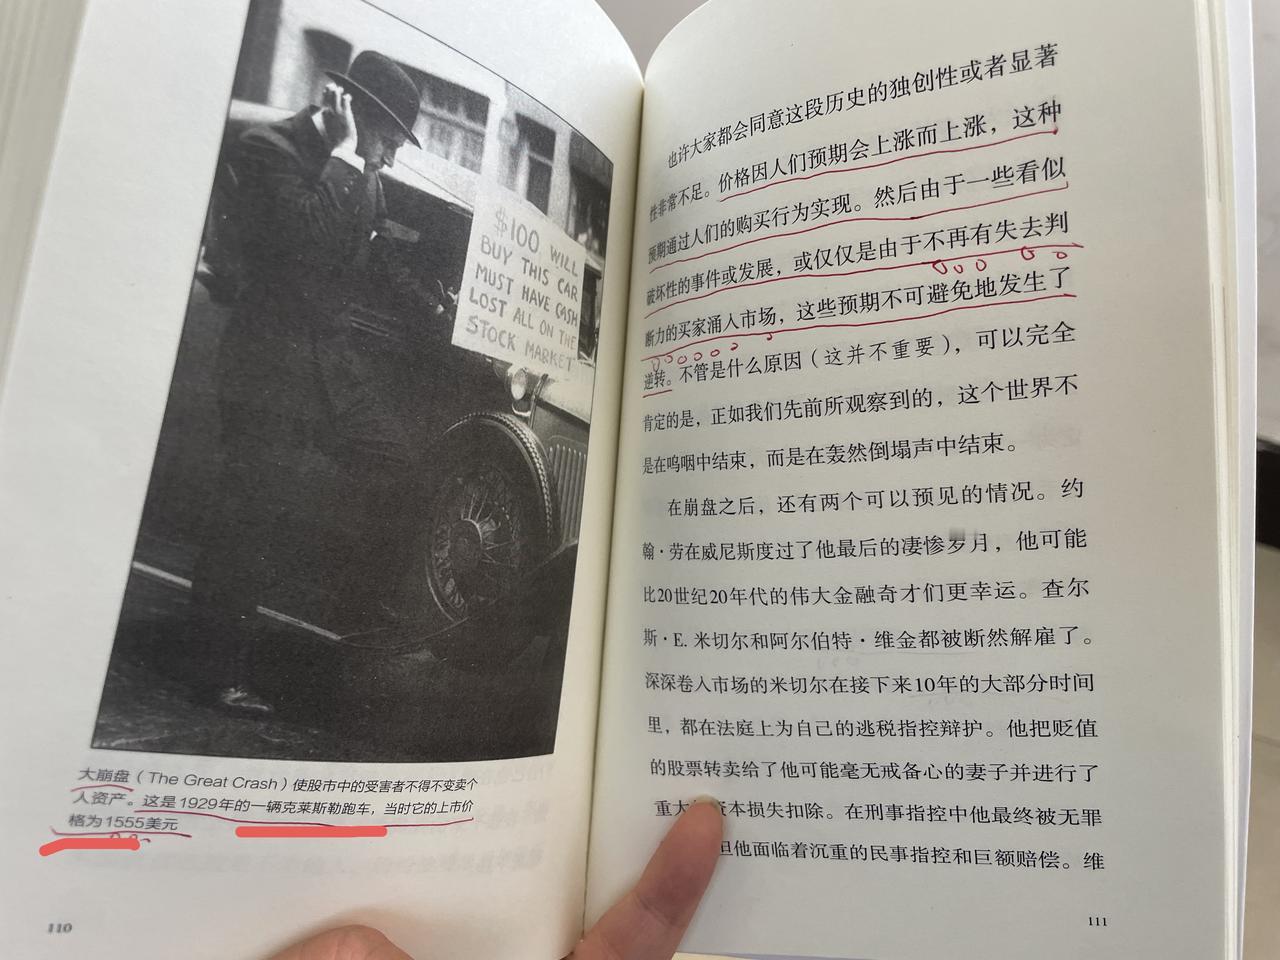 $100 WILL
BUY THIS CAR
MUST HAVE CASH
LOST ALL ON THE
STOCK MARKET
大崩盘（The Great Crash）使股市中的受害者不得不变卖个
人资产。这是1929年的一辆克莱斯勒跑车，当时它的上市价
格为1555美元
110
也许大家都会同意这段历史的独创性或者显著
性非常不足。价格因人们预期会上涨而上涨，这种
预期通过人们的购买行为实现。然后由于一些看似
破坏性的事件或发展，或仅仅是由于不再有失去判
断力的买家涌入市场，这些预期不可避免地发生了
逆转。不管是什么原因（这并不重要），可以完全
肯定的是，正如我们先前所观察到的，这个世界不
是在呜咽中结束，而是在轰然倒塌声中结束。
在崩盘之后，还有两个可以预见的情况。约
翰·劳在威尼斯度过了他最后的凄惨岁月，他可能
比20世纪20年代的伟大金融奇才们更幸运。查尔
斯·E. 米切尔和阿尔伯特·维金都被断然解雇了。
深深卷入市场的米切尔在接下来10年的大部分时间
里，都在法庭上为自己的逃税指控辩护。他把贬值
的股票转卖给了他可能毫无戒备心的妻子并进行了
重大 本损失扣除。在刑事指控中他最终被无罪
但他面临着沉重的民事指控和巨额赔偿。维
111